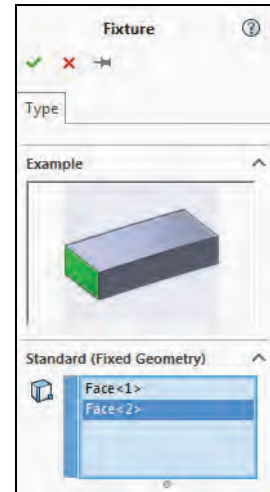 Fixture
Type
Example
Standard (Fixed Geometry)
Face<1>
Face<2>